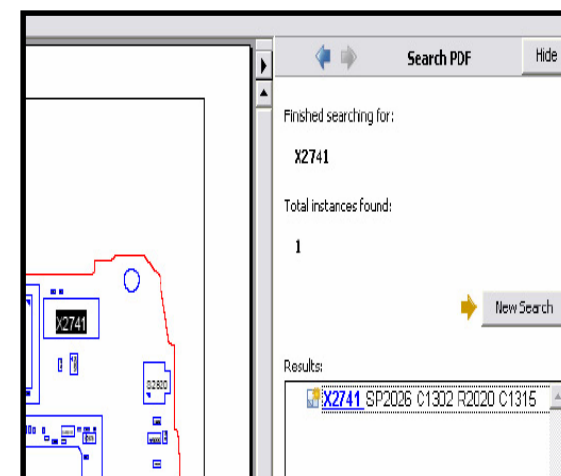 Search PDF
Hide
Finished searching for:
X2741
Total instances found:
1
New Search
Results:
X2741 SP2026 C1302 R2020 C1315
X2741